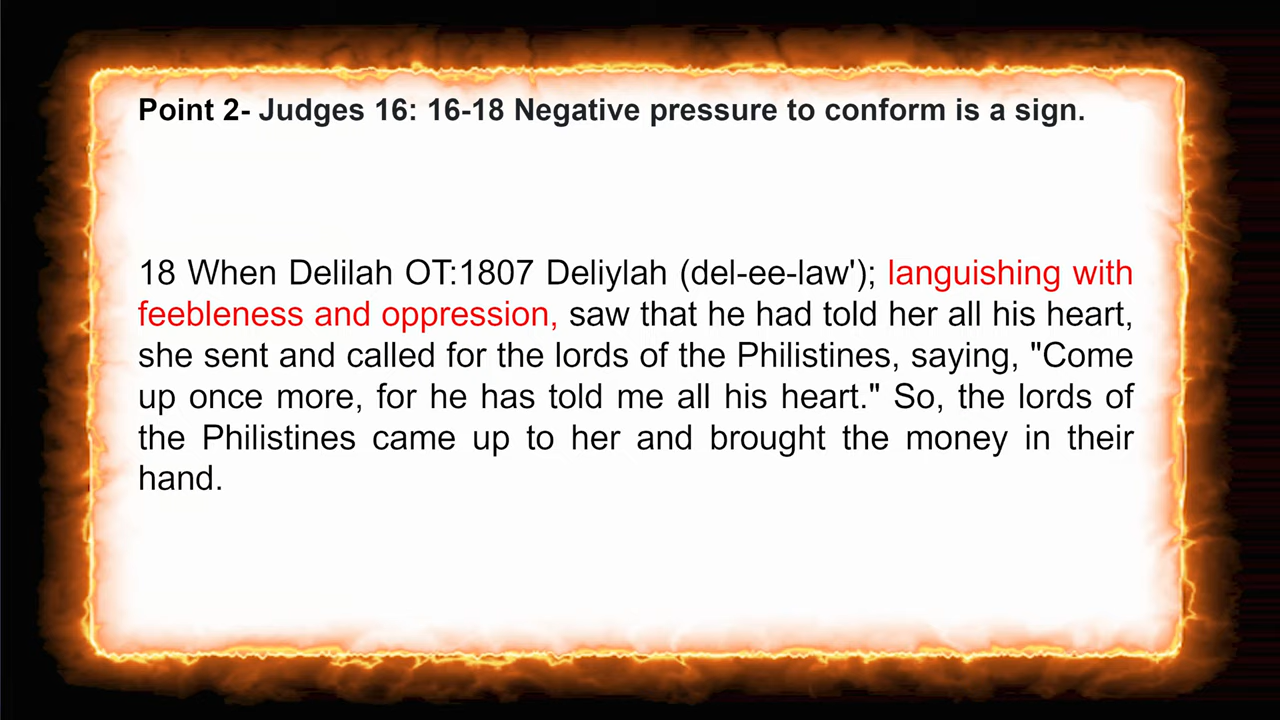 Point 2- Judges 16: 16-18 Negative pressure to conform is a sign.
18 When Delilah OT:1807 Deliylah (del-ee-law'); languishing with
feebleness and oppression, saw that he had told her all his heart,
she sent and called for the lords of the Philistines, saying, "Come
up once more, for he has told me all his heart." So, the lords of
the Philistines came up to her and brought the money in their
hand.